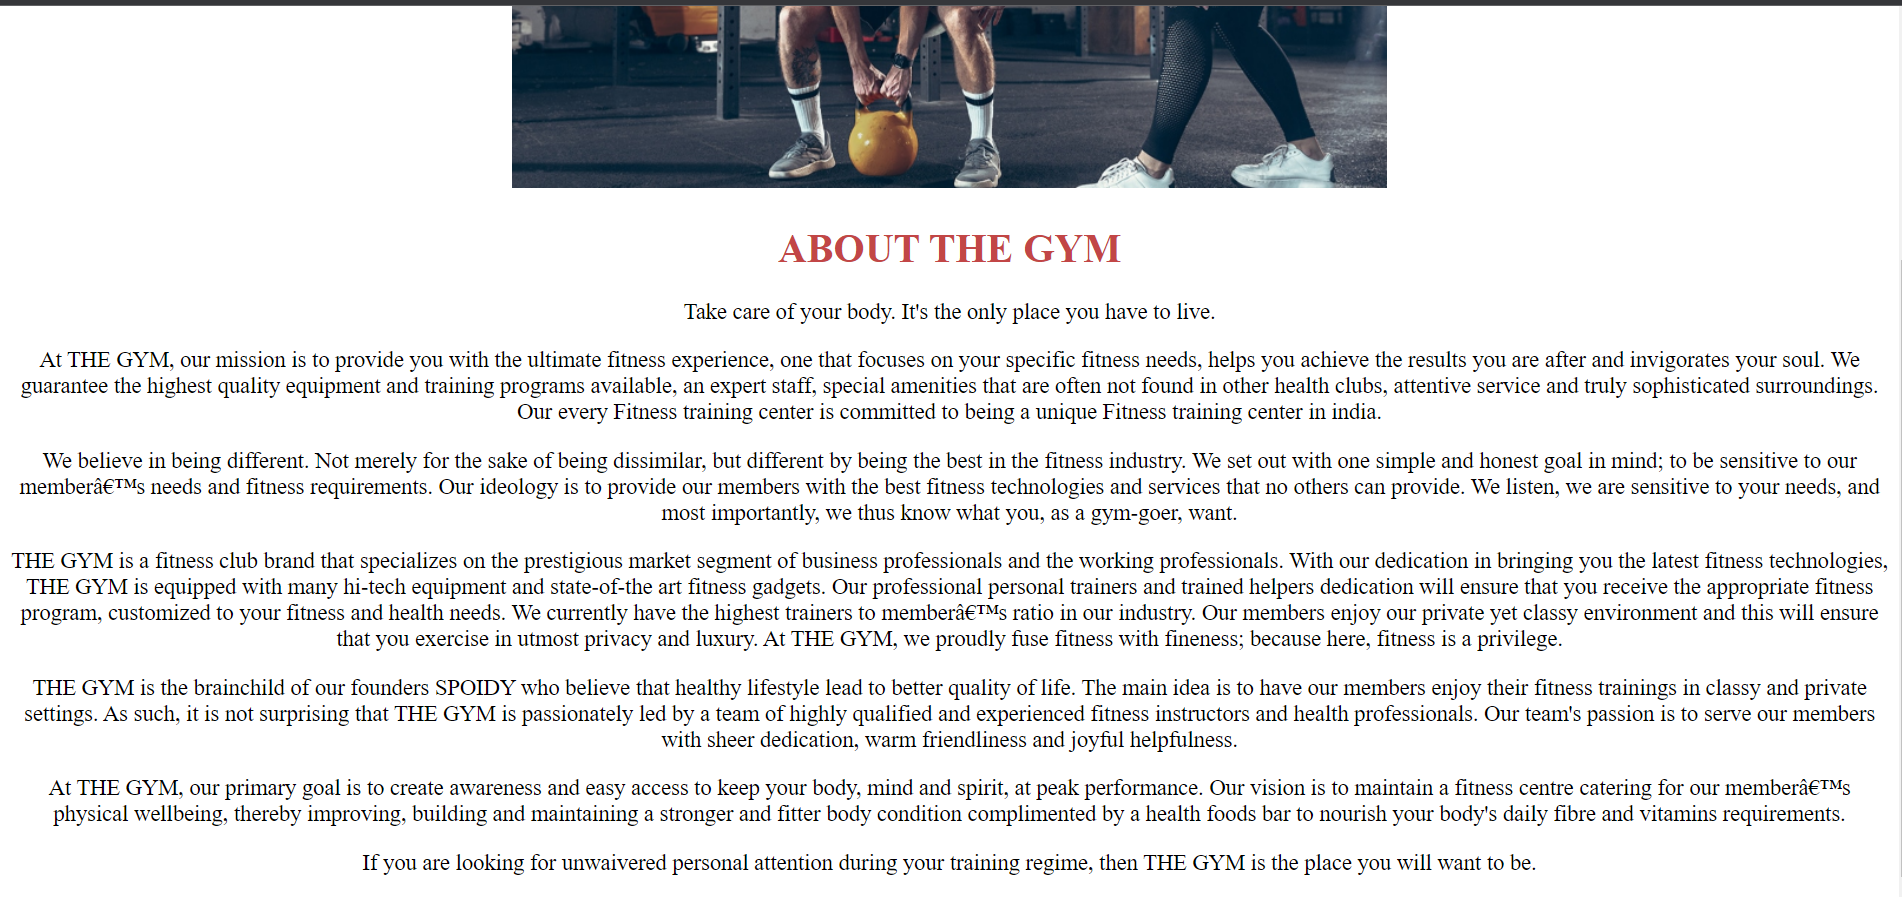 ABOUT THE GYM
Take care of your body. It's the only place you have to live.
At THE GYM, our mission is to provide you with the ultimate fitness experience, one that focuses on your specific fitness needs, helps you achieve the results you are after and invigorates your soul. We
guarantee the highest quality equipment and training programs available, an expert staff, special amenities that are often not found in other health clubs, attentive service and truly sophisticated surroundings.
Our every Fitness training center is committed to being a unique Fitness training center in india.
We believe in being different. Not merely for the sake of being dissimilar, but different by being the best in the fitness industry. We set out with one simple and honest goal in mind; to be sensitive to our
memberâ€™s needs and fitness requirements. Our ideology is to provide our members with the best fitness technologies and services that no others can provide. We listen, we are sensitive to your needs, and
most importantly, we thus know what you, as a gym-goer, want.
THE GYM is a fitness club brand that specializes on the prestigious market segment of business professionals and the working professionals. With our dedication in bringing you the latest fitness technologies,
THE GYM is equipped with many hi-tech equipment and state-of-the art fitness gadgets. Our professional personal trainers and trained helpers dedication will ensure that you receive the appropriate fitness
program, customized to your fitness and health needs. We currently have the highest trainers to memberâ€™s ratio in our industry. Our members enjoy our private yet classy environment and this will ensure
that you exercise in utmost privacy and luxury. At THE GYM, we proudly fuse fitness with fineness; because here, fitness is a privilege.
THE GYM is the brainchild of our founders SPOIDY who believe that healthy lifestyle lead to better quality of life. The main idea is to have our members enjoy their fitness trainings in classy and private
settings. As such, it is not surprising that THE GYM is passionately led by a team of highly qualified and experienced fitness instructors and health professionals. Our team's passion is to serve our members
with sheer dedication, warm friendliness and joyful helpfulness.
At THE GYM, our primary goal is to create awareness and easy access to keep your body, mind and spirit, at peak performance. Our vision is to maintain a fitness centre catering for our memberâ€™s
physical wellbeing, thereby improving, building and maintaining a stronger and fitter body condition complimented by a health foods bar to nourish your body's daily fibre and vitamins requirements.
If you are looking for unwaivered personal attention during your training regime, then THE GYM is the place you will want to be.